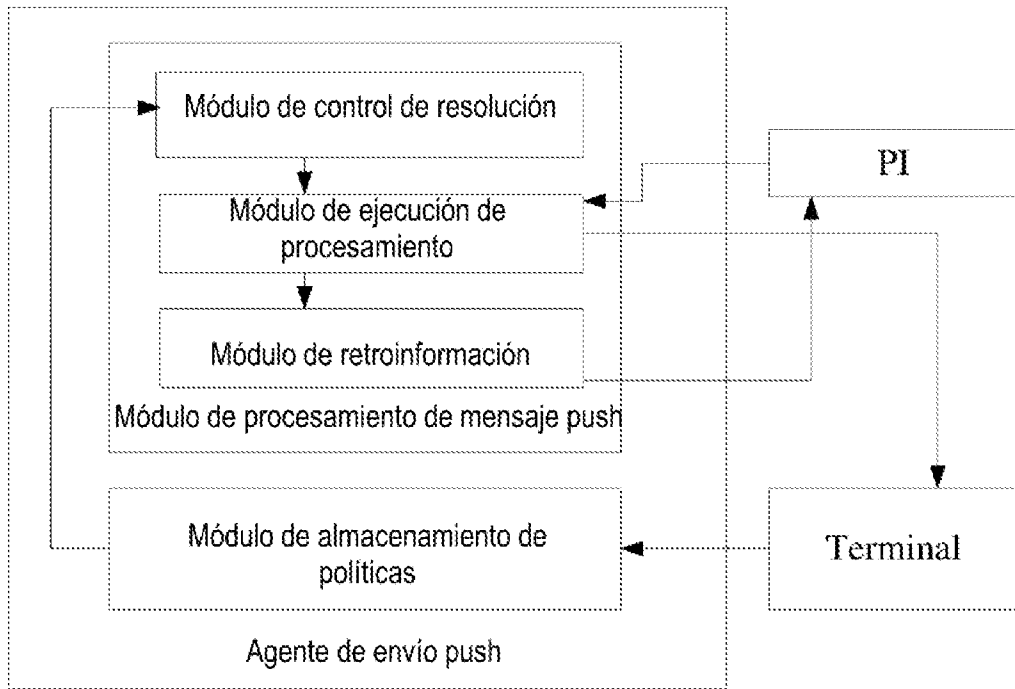 Módulo de control de resolución
PI
Módulo de ejecución de
procesamiento
Módulo de retroinformación
Módulo de procesamiento de mensaje push
Módulo de almacenamiento de
políticas
Terminal
Agente de envío push